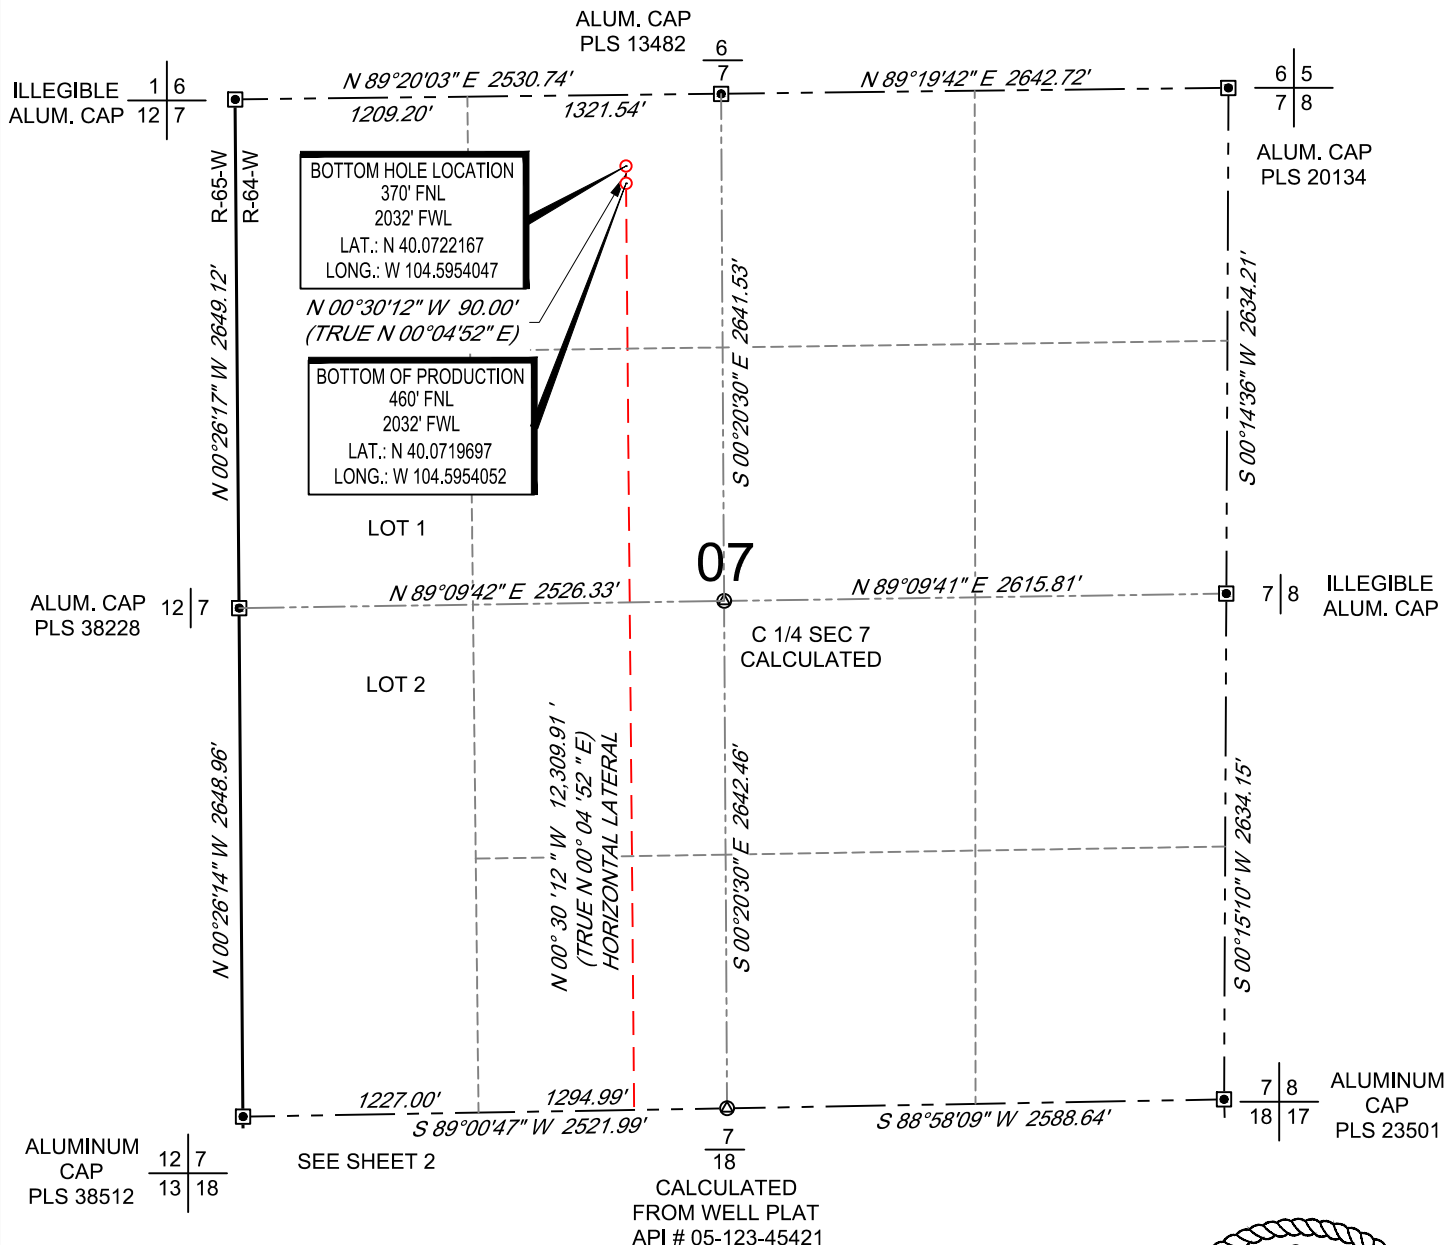 ALUM. CAP
PLS 13482
6
7
ILLEGIBLE
ALUM. CAP
1 6
12 7
N 89°20'03" E 2530.74'
1209.20'
1321.54'
N 89°19'42" E 2642.72'
6 5
7 8
ALUM. CAP
PLS 20134
R-65-W
R-64-W
BOTTOM HOLE LOCATION
370' FNL
2032' FWL
LAT.: N 40.0722167
LONG.: W 104.5954047
N 00°30'12" W 90.00'
(TRUE N 00°04'52" E)
BOTTOM OF PRODUCTION
460' FNL
2032' FWL
LAT.: N 40.0719697
LONG.: W 104.5954052
N 00°26'17" W 2649.12'
S 00°20'30" E 2641.53'
S 00°14'36" W 2634.21'
LOT 1
07
N 89°09'42" E 2526.33'
N 89°09'41" E 2615.81'
ALUM. CAP
PLS 38228
12 7
7 8
ILLEGIBLE
ALUM. CAP
C 1/4 SEC 7
CALCULATED
LOT 2
N 00°26'14" W 2648.96'
N 00° 30 '12 " W 12,309.91 '
(TRUE N 00° 04 '52 " E)
HORIZONTAL LATERAL
S 00°20'30" E 2642.46'
S 00°15'10" W 2634.15'
1227.00'
1294.99'
S 89°00'47" W 2521.99'
S 88°58'09" W 2588.64'
7 8
18 17
ALUMINUM
CAP
PLS 23501
ALUMINUM
CAP
PLS 38512
12 7
13 18
SEE SHEET 2
7
18
CALCULATED
FROM WELL PLAT
API # 05-123-45421